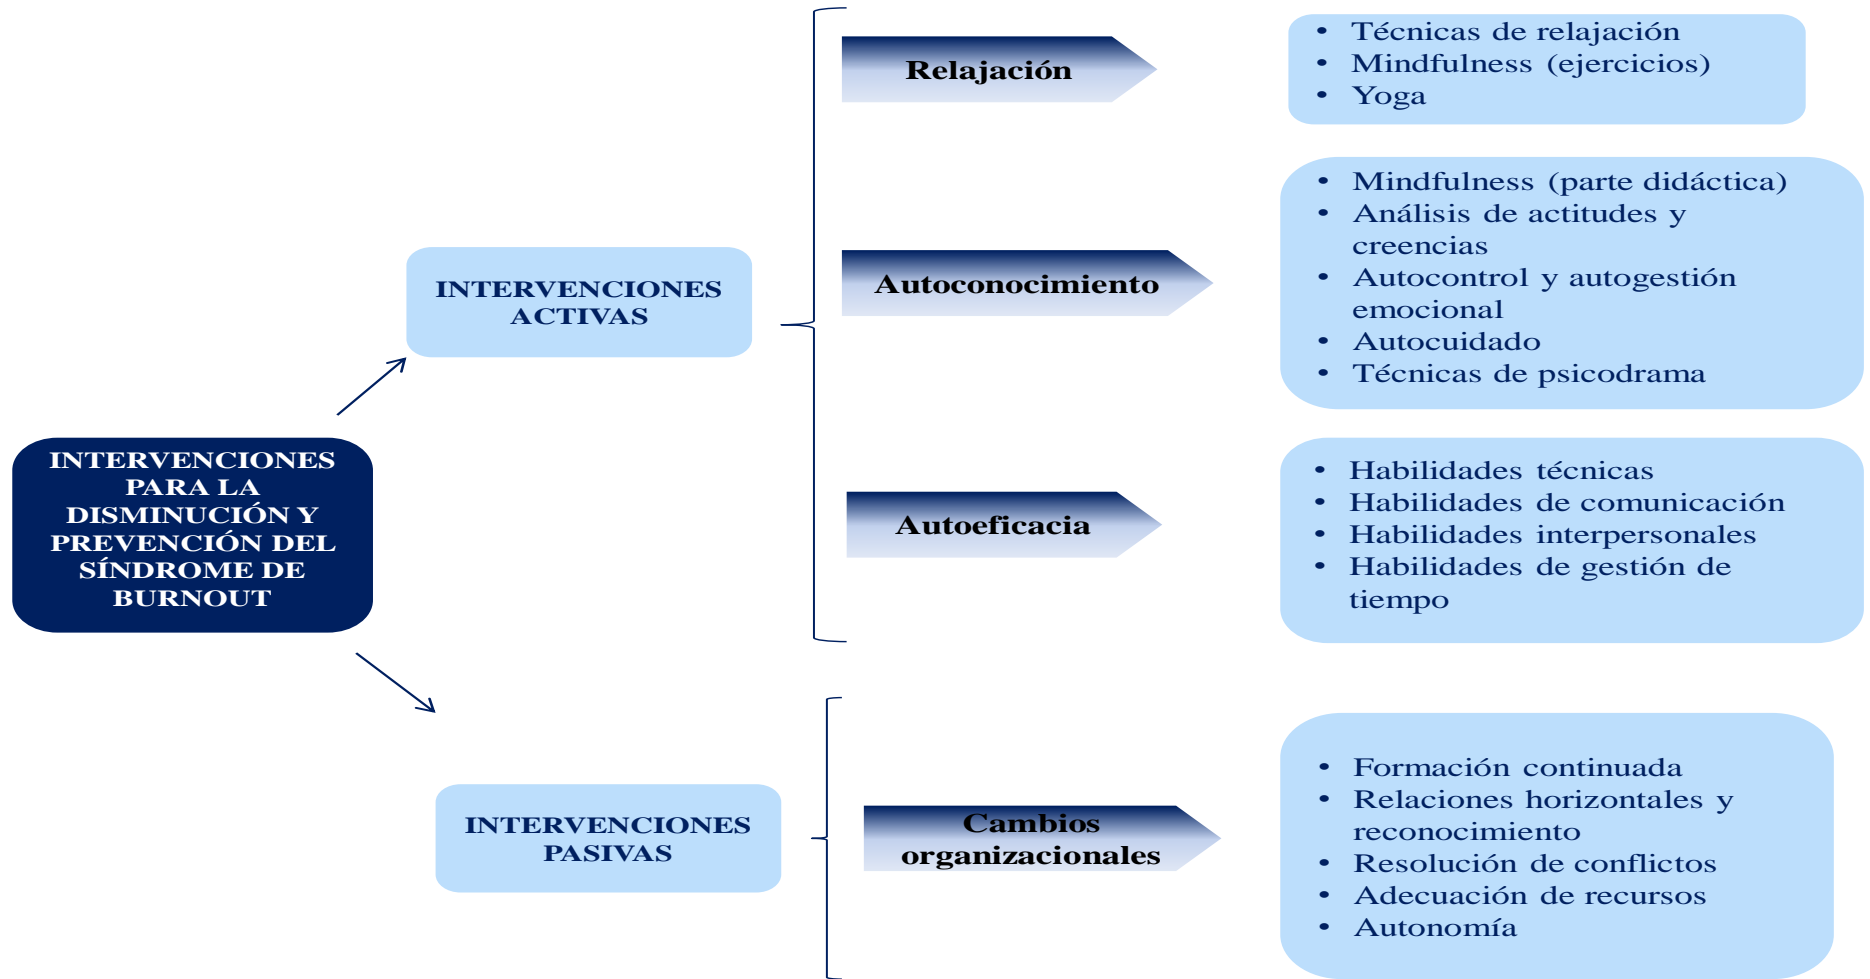 INTERVENCIONES
PARA LA
DISMINUCIÓN Y
PREVENCIÓN DEL
SÍNDROME DE
BURNOUT
INTERVENCIONES
ACTIVAS
Relajación
• Técnicas de relajación
• Mindfulness (ejercicios)
• Yoga
Autoconocimiento
• Mindfulness (parte didáctica)
• Análisis de actitudes y
creencias
• Autocontrol y autogestión
emocional
• Autocuidado
• Técnicas de psicodrama
Autoeficacia
• Habilidades técnicas
• Habilidades de comunicación
• Habilidades interpersonales
• Habilidades de gestión de
tiempo
INTERVENCIONES
PASIVAS
Cambios
organizacionales
• Formación continuada
• Relaciones horizontales y
reconocimiento
• Resolución de conflictos
• Adecuación de recursos
• Autonomía